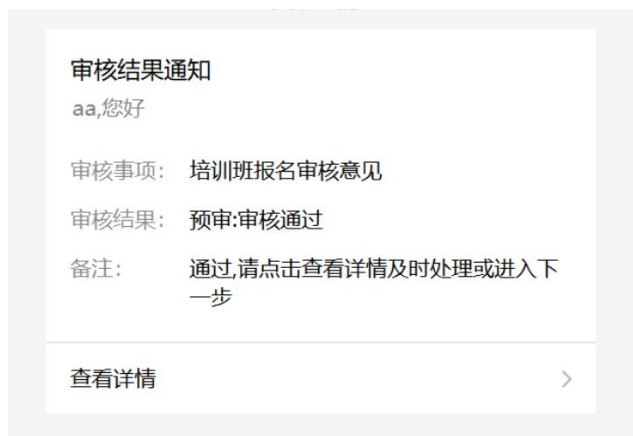 审核结果通知
aa,您好
审核事项： 培训班报名审核意见
审核结果： 预审:审核通过
备注： 通过,请点击查看详情及时处理或进入下
一步
查看详情